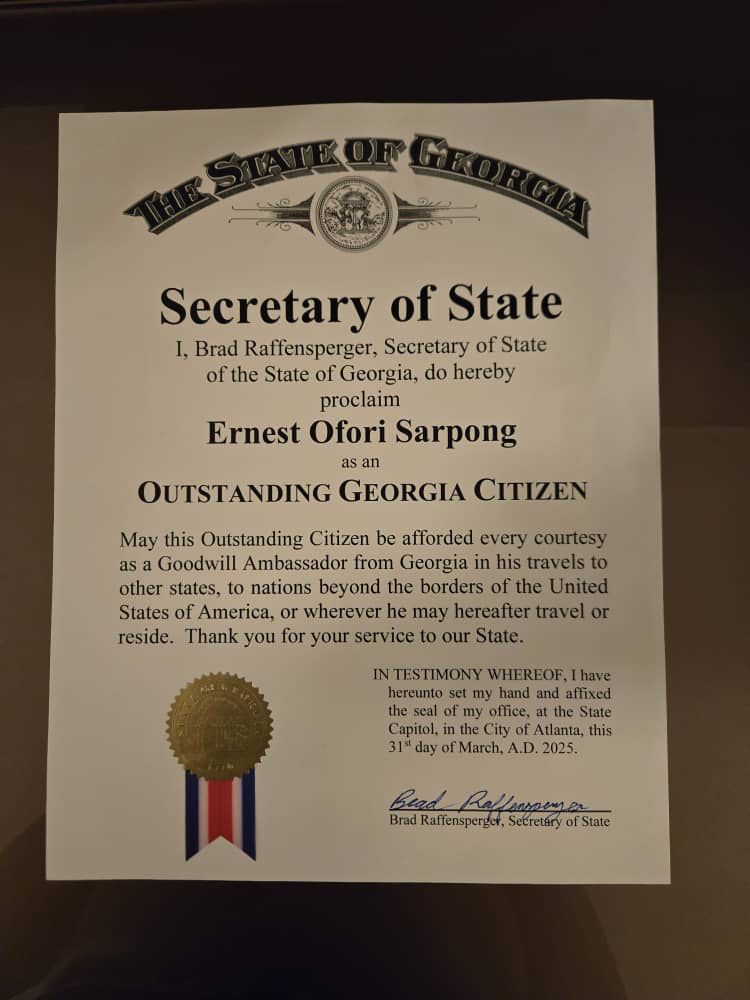 THE STATE OF GEORGIA
Secretary of State
I, Brad Raffensperger, Secretary of State
of the State of Georgia, do hereby
proclaim
Ernest Ofori Sarpong
as an
OUTSTANDING GEORGIA CITIZEN
May this Outstanding Citizen be afforded every courtesy
as a Goodwill Ambassador from Georgia in his travels to
other states, to nations beyond the borders of the United
States of America, or wherever he may hereafter travel or
reside. Thank you for your service to our State.
IN TESTIMONY WHEREOF, I have
hereunto set my hand and affixed
the seal of my office, at the State
Capitol, in the City of Atlanta, this
31st day of March, A.D. 2025.
Brad Raffensperger
Brad Raffensperger, Secretary of State